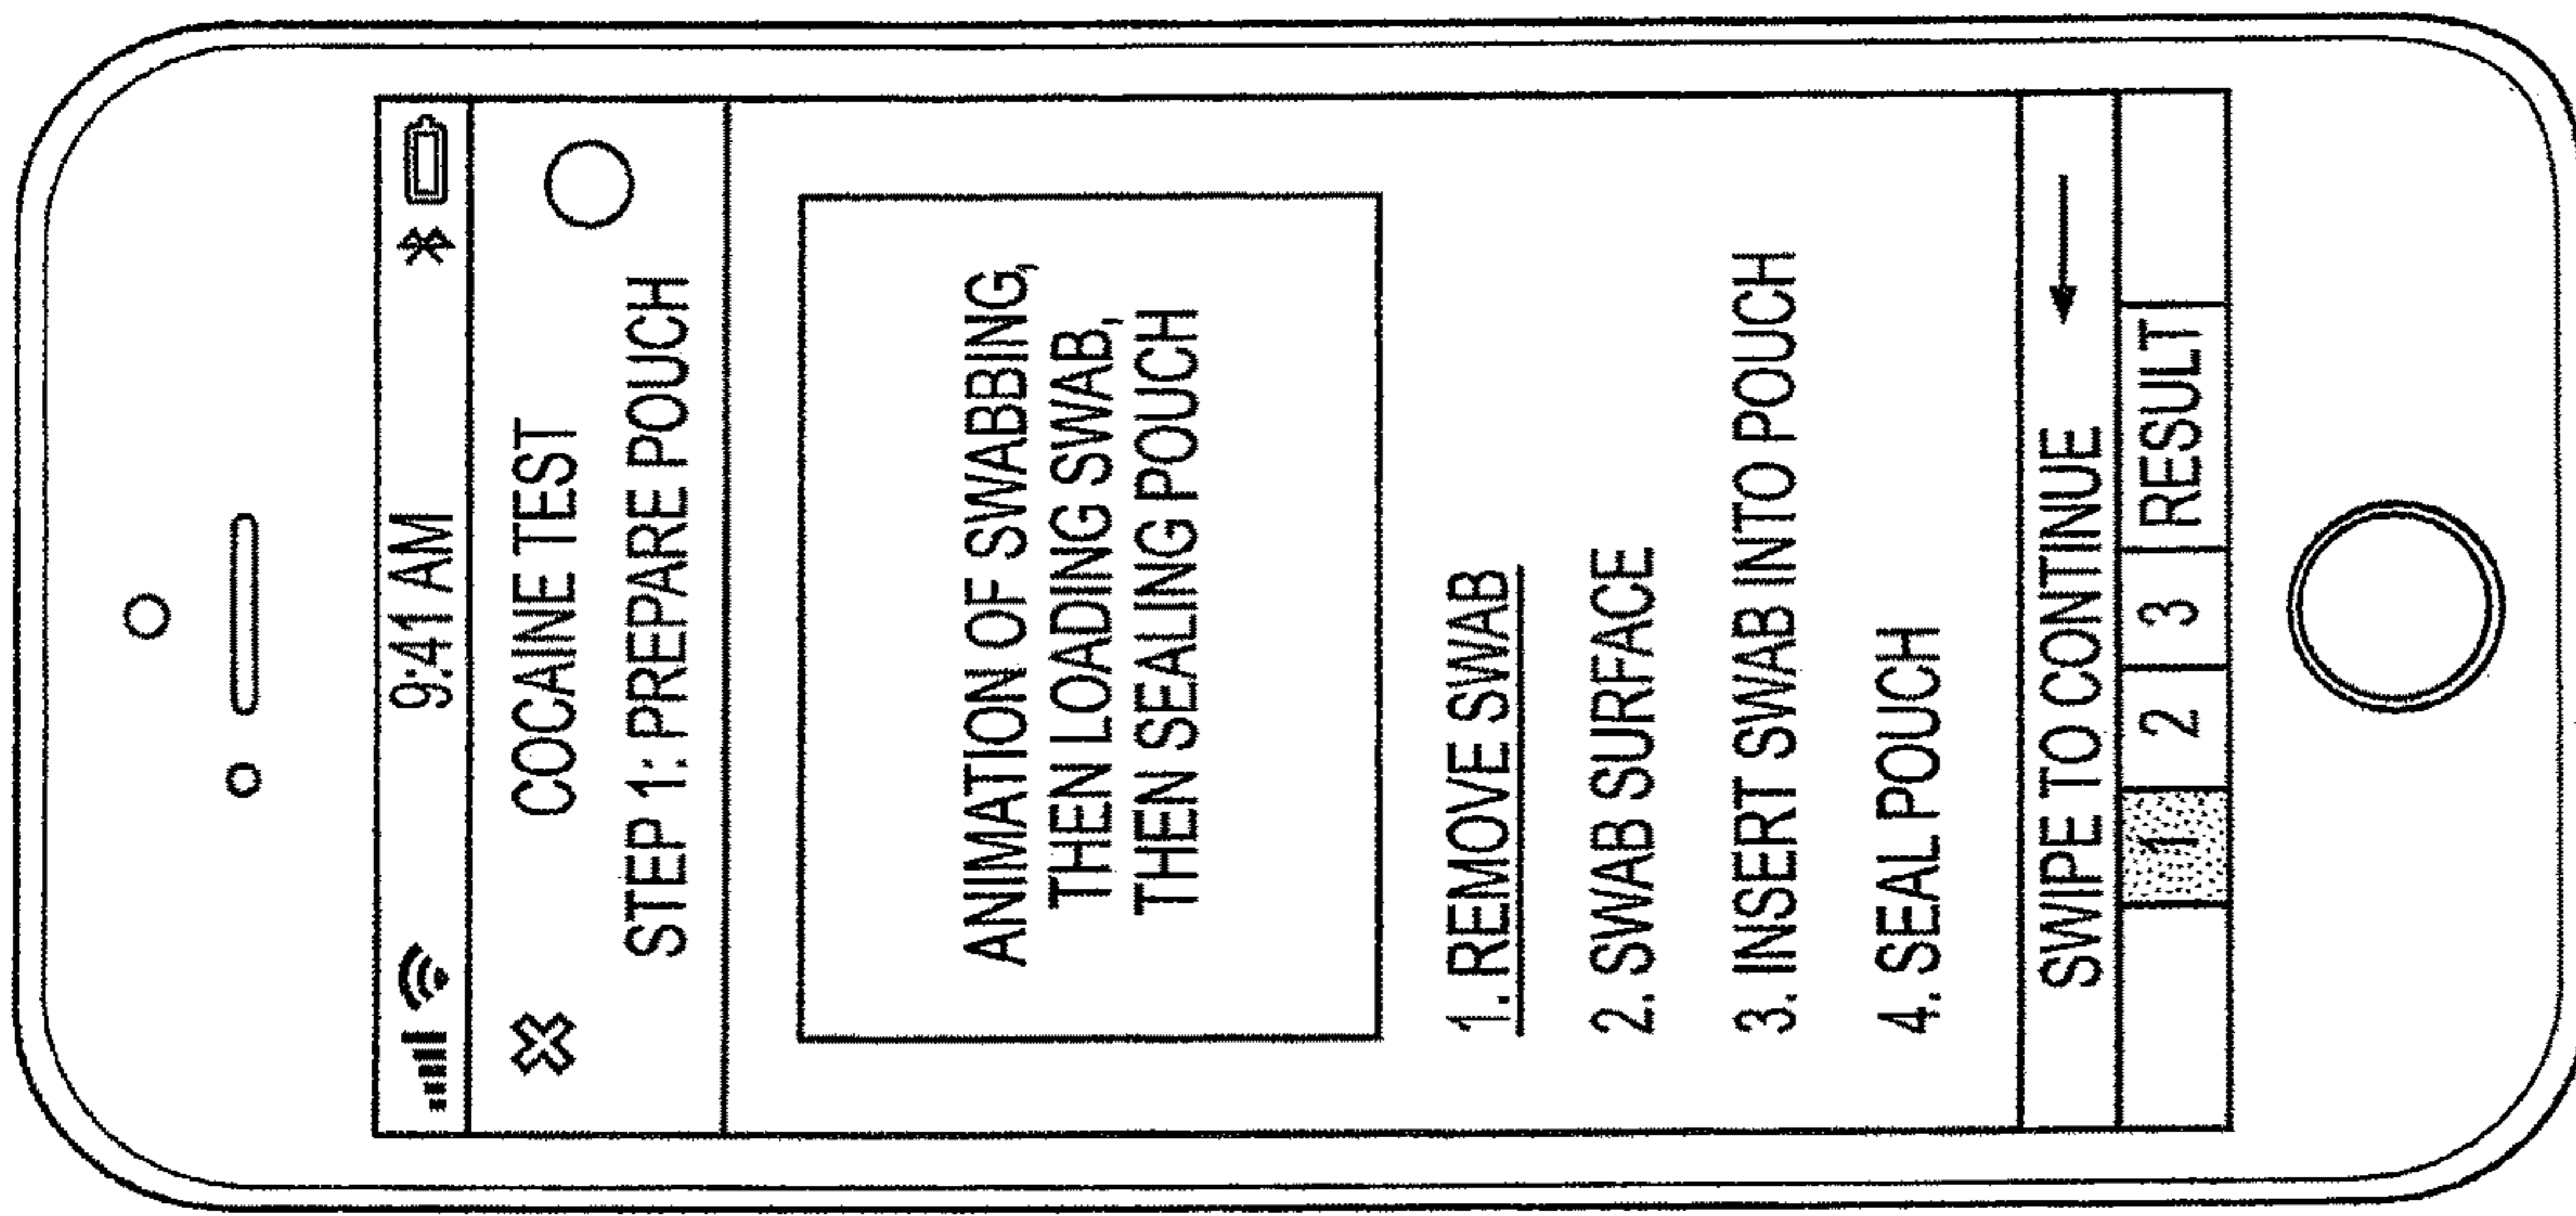 9:41 AM
COCAINE TEST
STEP 1: PREPARE POUCH
ANIMATION OF SWABBING,
THEN LOADING SWAB,
THEN SEALING POUCH
1. REMOVE SWAB
2. SWAB SURFACE
3. INSERT SWAB INTO POUCH
4. SEAL POUCH
SWIPE TO CONTINUE
1 2 3 RESULT